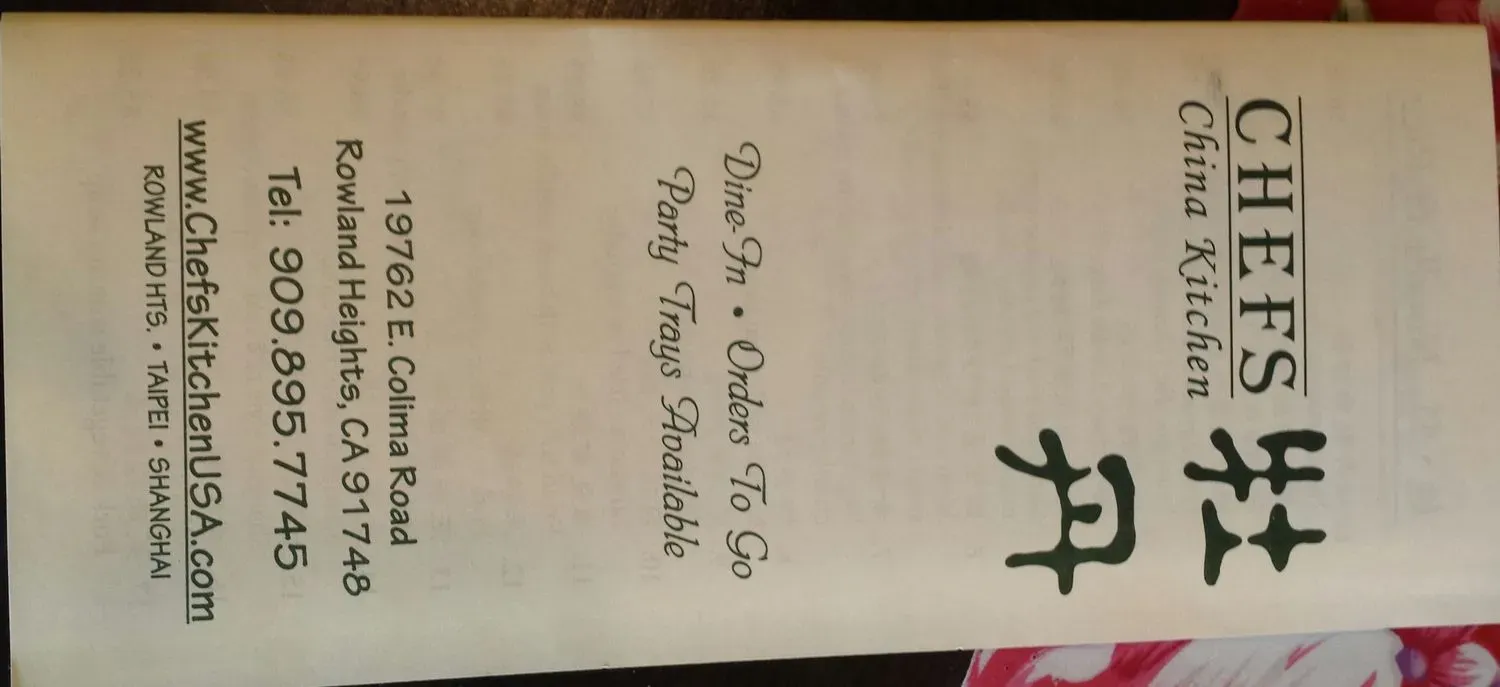 CHEFS
China Kitchen
牡丹
Dine-In • Orders To Go
Party Trays Available
19762 E. Colima Road
Rowland Heights, CA 91748
Tel: 909.895.7745
www.ChefsKitchenUSA.com
ROWLAND HTS. • TAIPEI • SHANGHAI